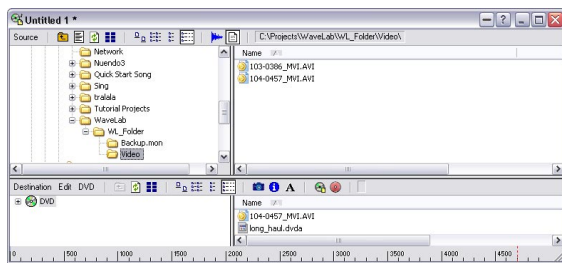 Untitled 1 *
Source C:\Projects\WaveLab\WL_Folder\Video\
Network
Nuendo3
Quick Start Song
Sing
tralala
Tutorial Projects
WaveLab
WL_Folder
Backup.mon
Video
Name
103-0386_MVI.AVI
104-0457_MVI.AVI
Destination Edit DVD
DVD
Name
104-0457_MVI.AVI
long_haul.dvda
0 500 1000 1500 2000 2500 3000 3500 4000 4500